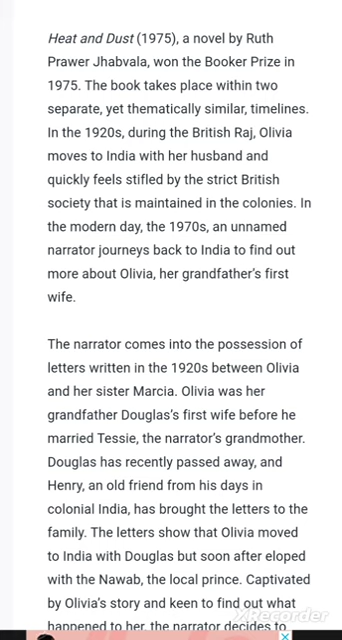 Heat and Dust (1975), a novel by Ruth
Prawer Jhabvala, won the Booker Prize in
1975. The book takes place within two
separate, yet thematically similar, timelines.
In the 1920s, during the British Raj, Olivia
moves to India with her husband and
quickly feels stifled by the strict British
society that is maintained in the colonies. In
the modern day, the 1970s, an unnamed
narrator journeys back to India to find out
more about Olivia, her grandfather's first
wife.
The narrator comes into the possession of
letters written in the 1920s between Olivia
and her sister Marcia. Olivia was her
grandfather Douglas's first wife before he
married Tessie, the narrator's grandmother.
Douglas has recently passed away, and
Henry, an old friend from his days in
colonial India, has brought the letters to the
family. The letters show that Olivia moved
to India with Douglas but soon after eloped
with the Nawab, the local prince. Captivated
by Olivia's story and keen to find out what
happened to her, the narrator decides to
XRecorder